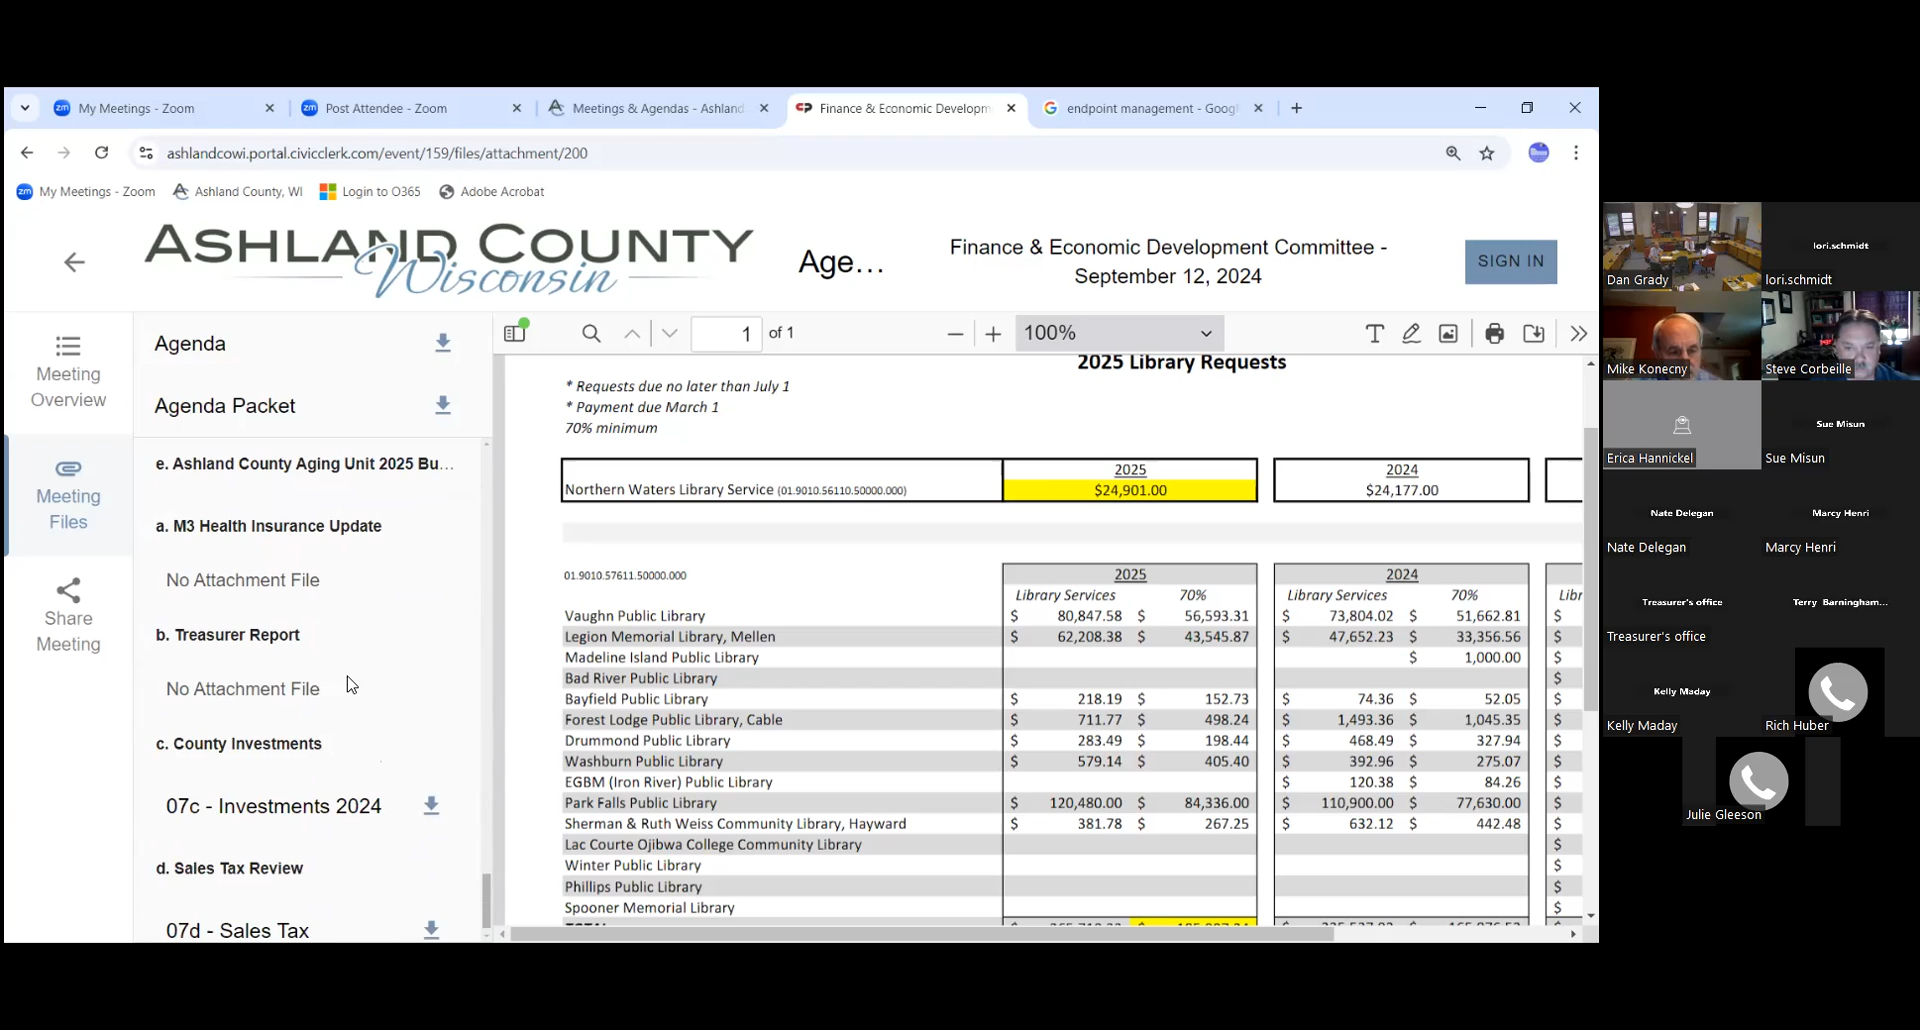 My Meetings - Zoom
Post Attendee - Zoom
Meetings & Agendas - Ashland
Finance & Economic Developm
endpoint management - Googl
ashlandcowi.portal.civicclerk.com/event/159/files/attachment/200
My Meetings - Zoom
Ashland County, WI
Login to O365
Adobe Acrobat
ASHLAND COUNTY
Wisconsin
Age...
Finance & Economic Development Committee -
September 12, 2024
SIGN IN
Meeting
Overview
Meeting
Files
Share
Meeting
Agenda
Agenda Packet
e. Ashland County Aging Unit 2025 Bu...
a. M3 Health Insurance Update
No Attachment File
b. Treasurer Report
No Attachment File
c. County Investments
07c - Investments 2024
d. Sales Tax Review
07d - Sales Tax
1 of 1
100%
2025 Library Requests
* Requests due no later than July 1
* Payment due March 1
70% minimum
2025 2024
Northern Waters Library Service (01.9010.56110.50000.000) $24,901.00 $24,177.00
01.9010.57611.50000.000 2025 2024
Library Services 70% Library Services 70% Libr
Vaughn Public Library $ 80,847.58 $ 56,593.31 $ 73,804.02 $ 51,662.81 $
Legion Memorial Library, Mellen $ 62,208.38 $ 43,545.87 $ 47,652.23 $ 33,356.56 $
Madeline Island Public Library $ 1,000.00 $
Bad River Public Library $
Bayfield Public Library $ 218.19 $ 152.73 $ 74.36 $ 52.05 $
Forest Lodge Public Library, Cable $ 711.77 $ 498.24 $ 1,493.36 $ 1,045.35 $
Drummond Public Library $ 283.49 $ 198.44 $ 468.49 $ 327.94 $
Washburn Public Library $ 579.14 $ 405.40 $ 392.96 $ 275.07 $
EGBM (Iron River) Public Library $ 120.38 $ 84.26 $
Park Falls Public Library $ 120,480.00 $ 84,336.00 $ 110,900.00 $ 77,630.00 $
Sherman & Ruth Weiss Community Library, Hayward $ 381.78 $ 267.25 $ 632.12 $ 442.48 $
Lac Courte Ojibwa College Community Library $
Winter Public Library $
Phillips Public Library $
Spooner Memorial Library $
Dan Grady
lori.schmidt
lori.schmidt
Mike Konecny
Steve Corbeille
Erica Hannickel
Sue Misun
Sue Misun
Nate Delegan
Nate Delegan
Marcy Henri
Marcy Henri
Treasurer's office
Treasurer's office
Terry Barningham...
Kelly Maday
Kelly Maday
Rich Huber
Julie Gleeson